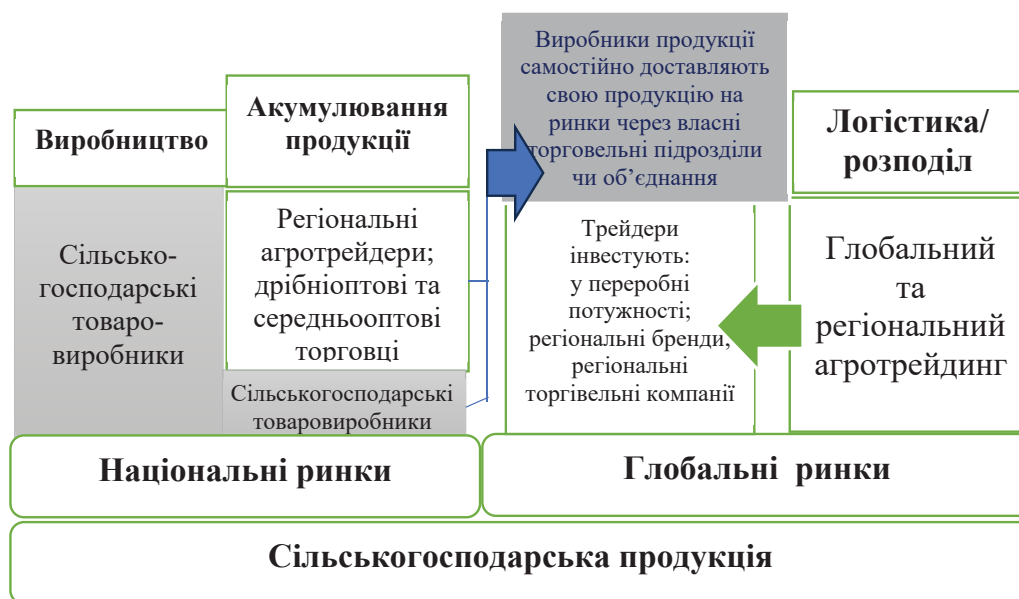 Виробництво
Сільсько-
господарські
товаро-
виробники
Акумулювання
продукції
Регіональні
агротрейдери;
дрібніоптові та
середньооптові
торговці
Сільськогосподарські
товаровиробники
Виробники продукції
самостійно доставляють
свою продукцію на
ринки через власні
торговельні підрозділи
чи об’єднання
Трейдери
інвестують:
у переробні
потужності;
регіональні бренди,
регіональні
торгівельні компанії
Логістика/
розподіл
Глобальний
та
регіональний
агротрейдинг
Національні ринки
Глобальні ринки
Сільськогосподарська продукція